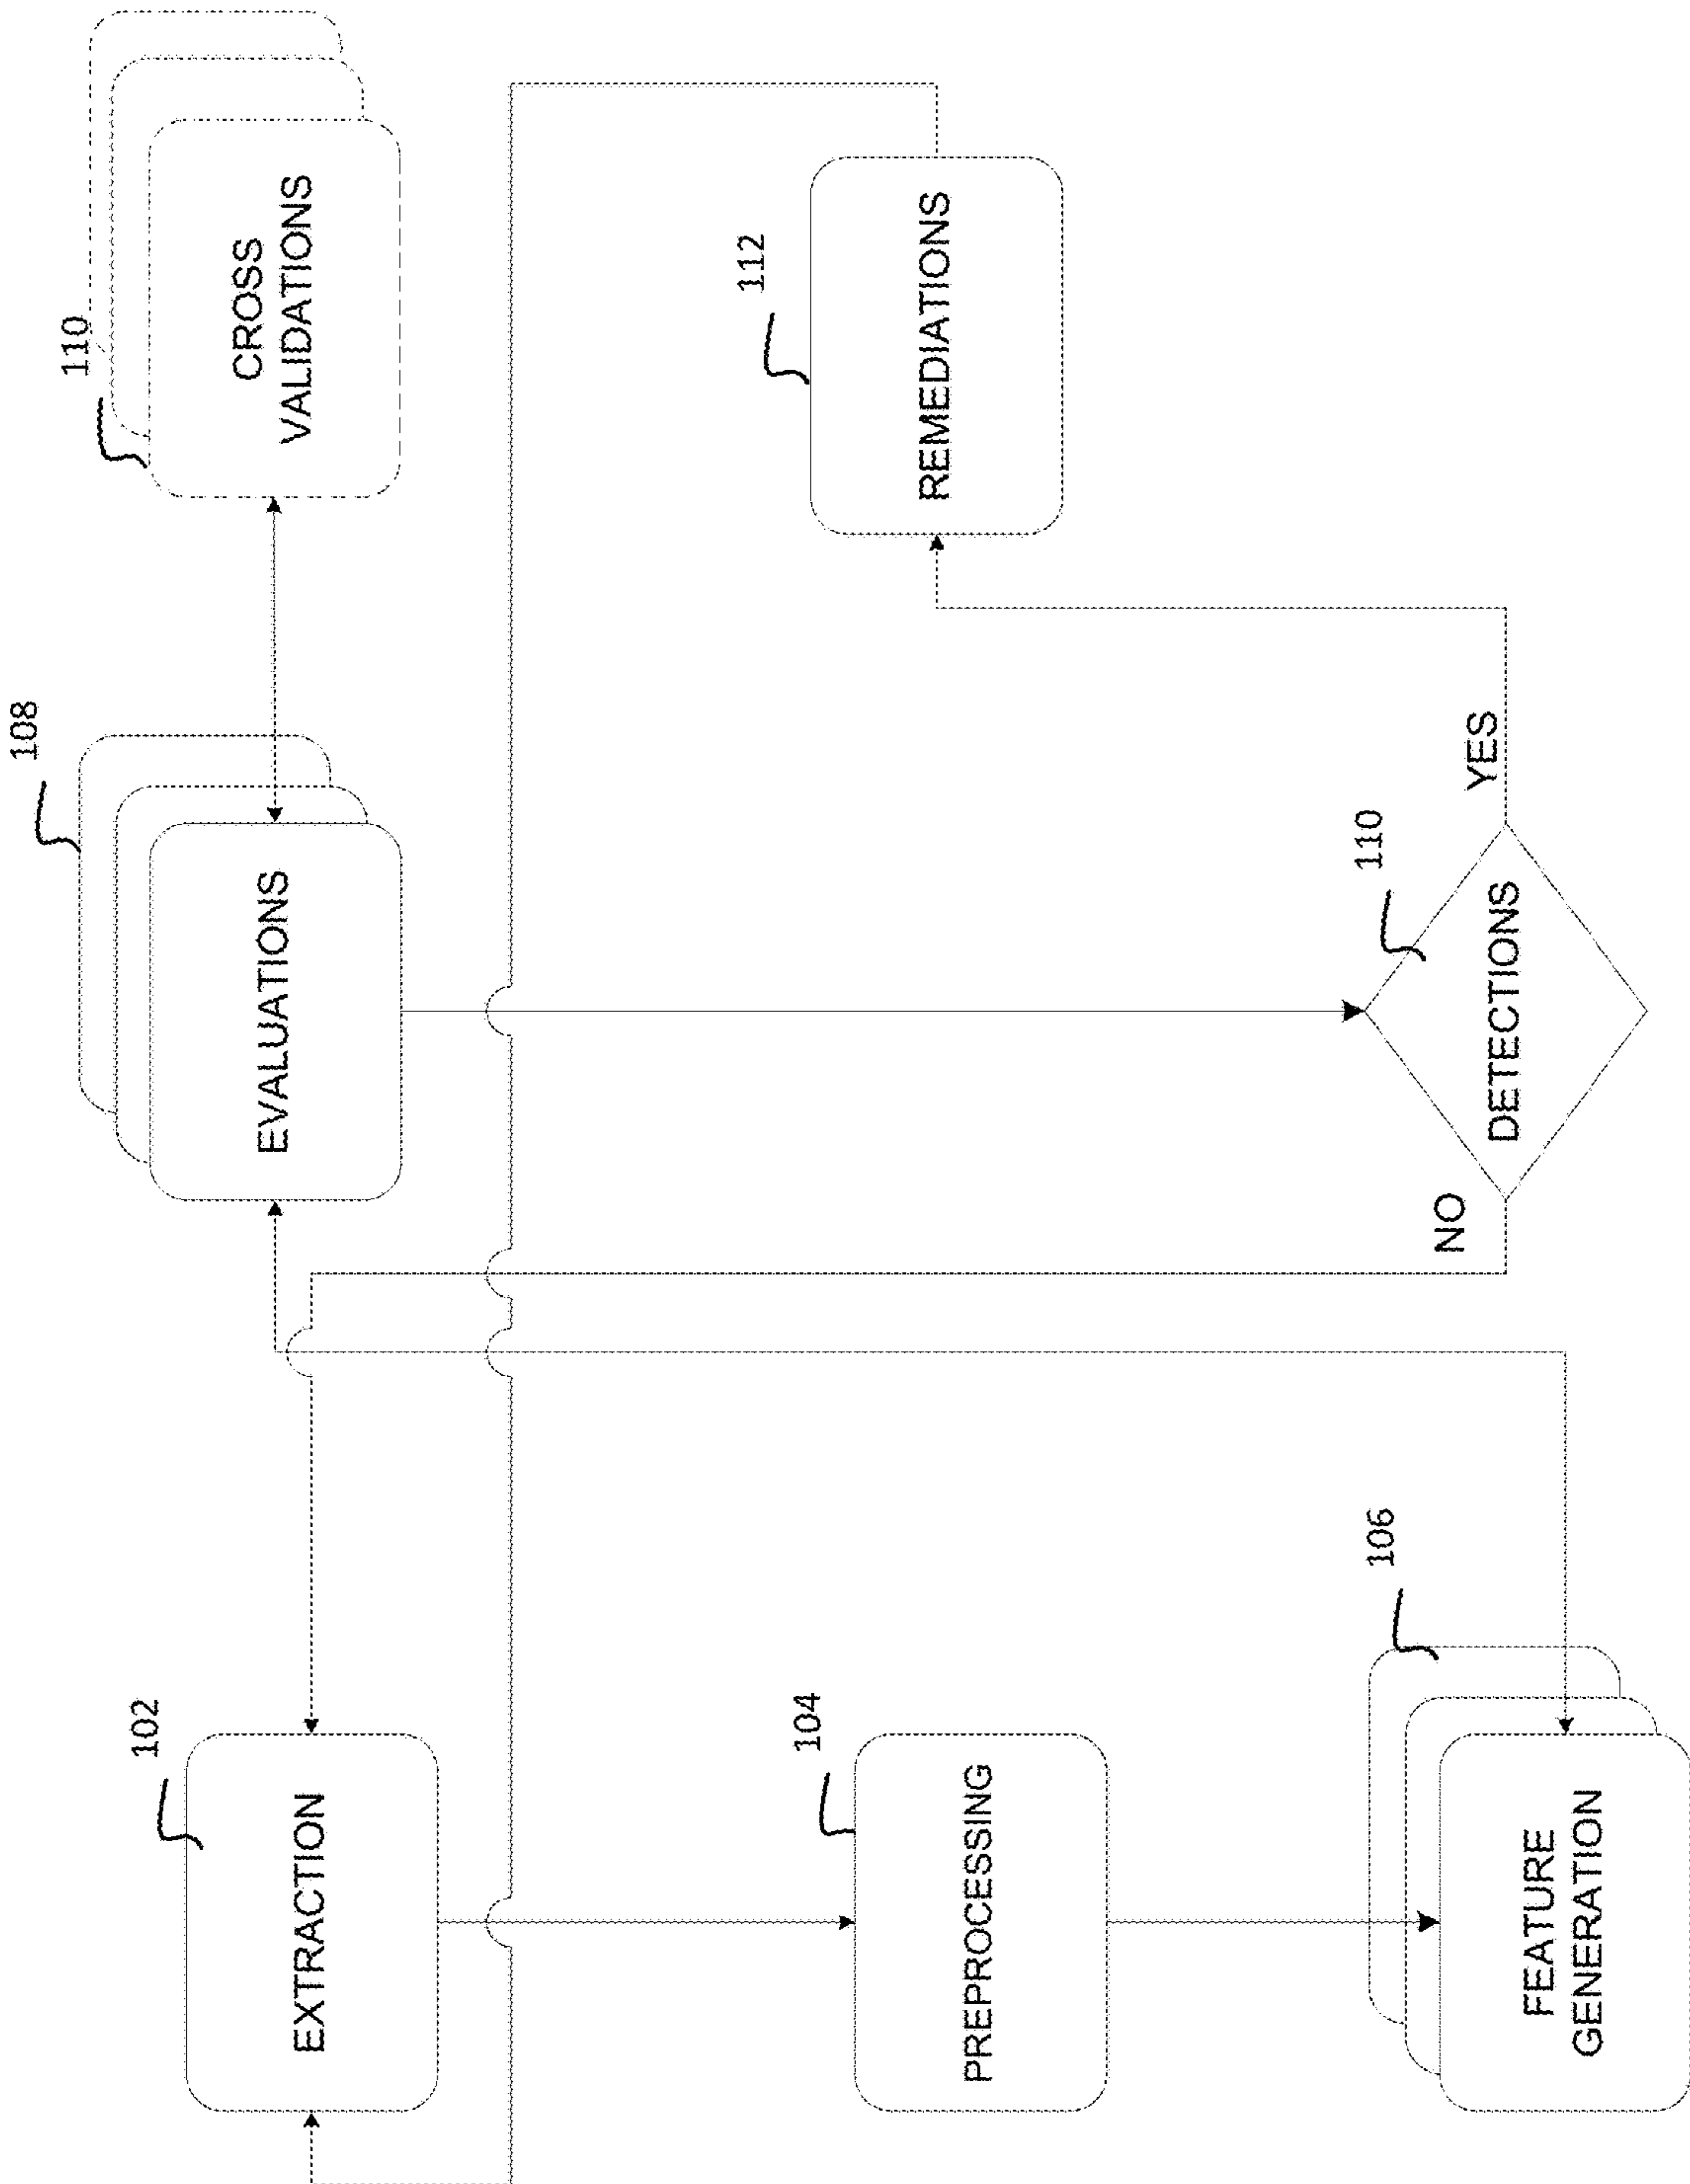 102
EXTRACTION
104
PREPROCESSING
106
FEATURE
GENERATION
108
EVALUATIONS
110
CROSS
VALIDATIONS
110
DETECTIONS
NO
YES
112
REMEDIATIONS